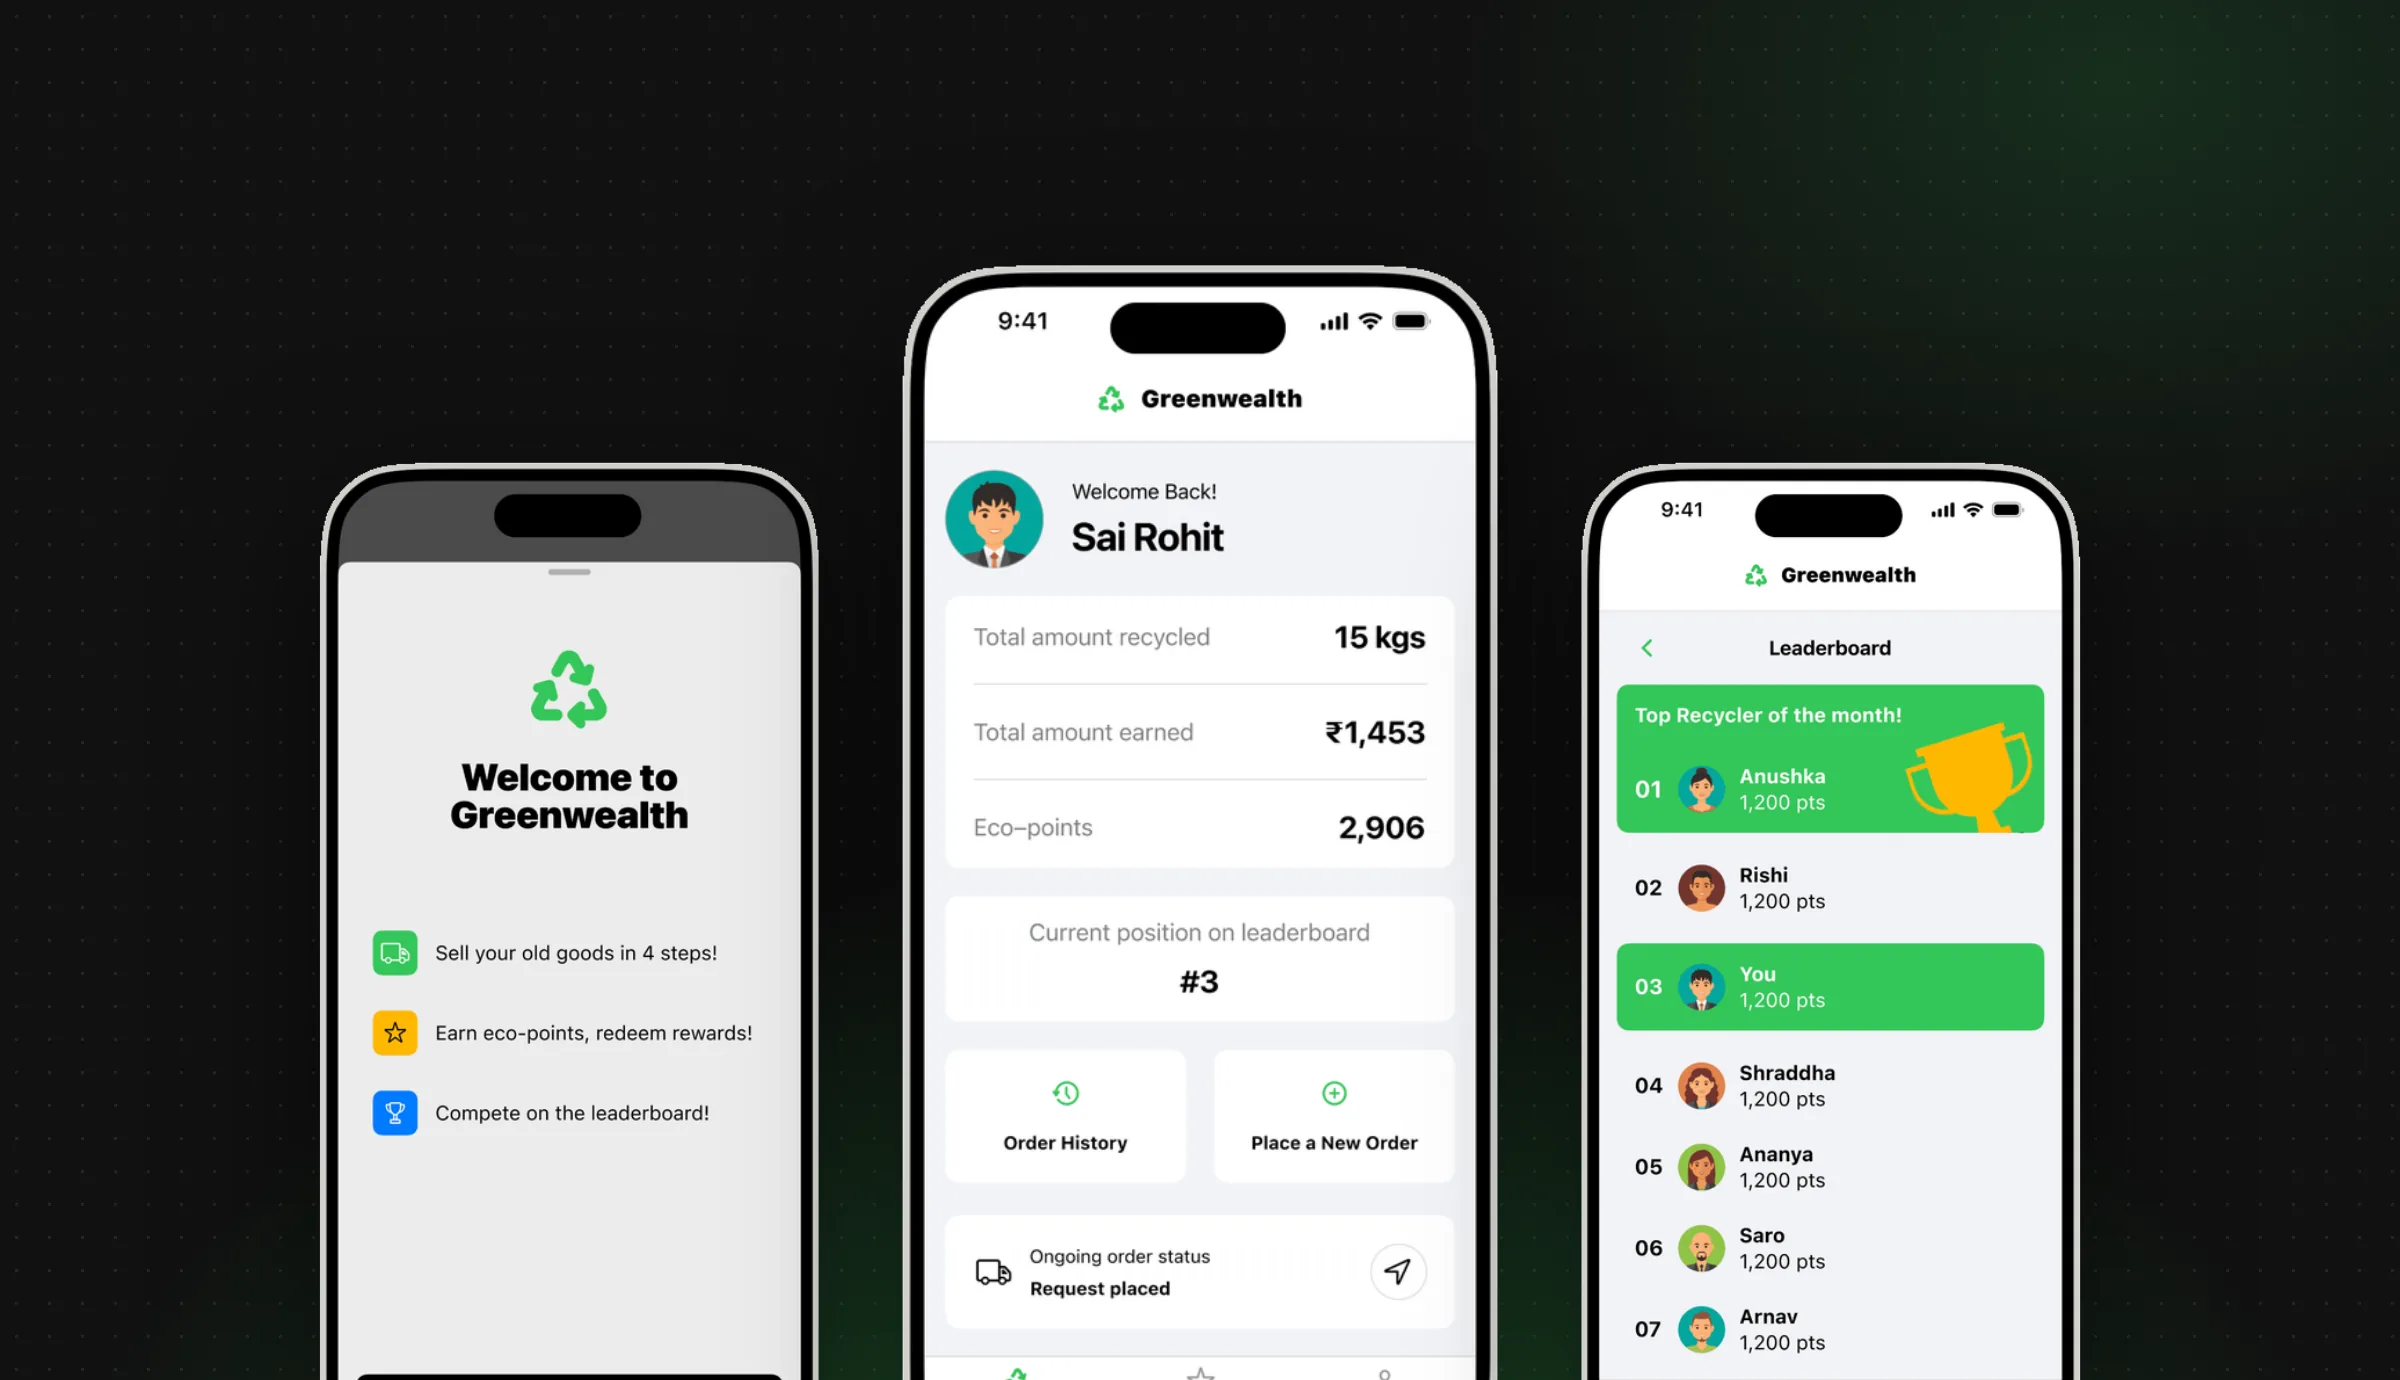 Welcome to
Greenwealth
Sell your old goods in 4 steps!
Earn eco-points, redeem rewards!
Compete on the leaderboard!
9:41
Greenwealth
Welcome Back!
Sai Rohit
Total amount recycled 15 kgs
Total amount earned ₹1,453
Eco-points 2,906
Current position on leaderboard
#3
Order History
Place a New Order
Ongoing order status
Request placed
9:41
Greenwealth
Leaderboard
Top Recycler of the month!
01 Anushka
1,200 pts
02 Rishi
1,200 pts
03 You
1,200 pts
04 Shraddha
1,200 pts
05 Ananya
1,200 pts
06 Saro
1,200 pts
07 Arnav
1,200 pts